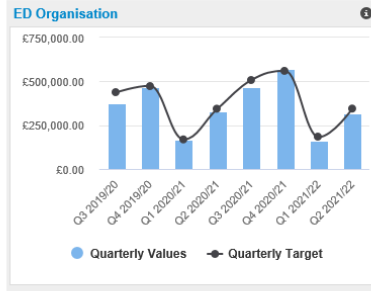 ED Organisation
£750,000.00
£500,000.00
£250,000.00
£0.00
Q3 2019/20
Q4 2019/20
Q1 2020/21
Q2 2020/21
Q3 2020/21
Q4 2020/21
Q1 2021/22
Q2 2021/22
Quarterly Values
Quarterly Target